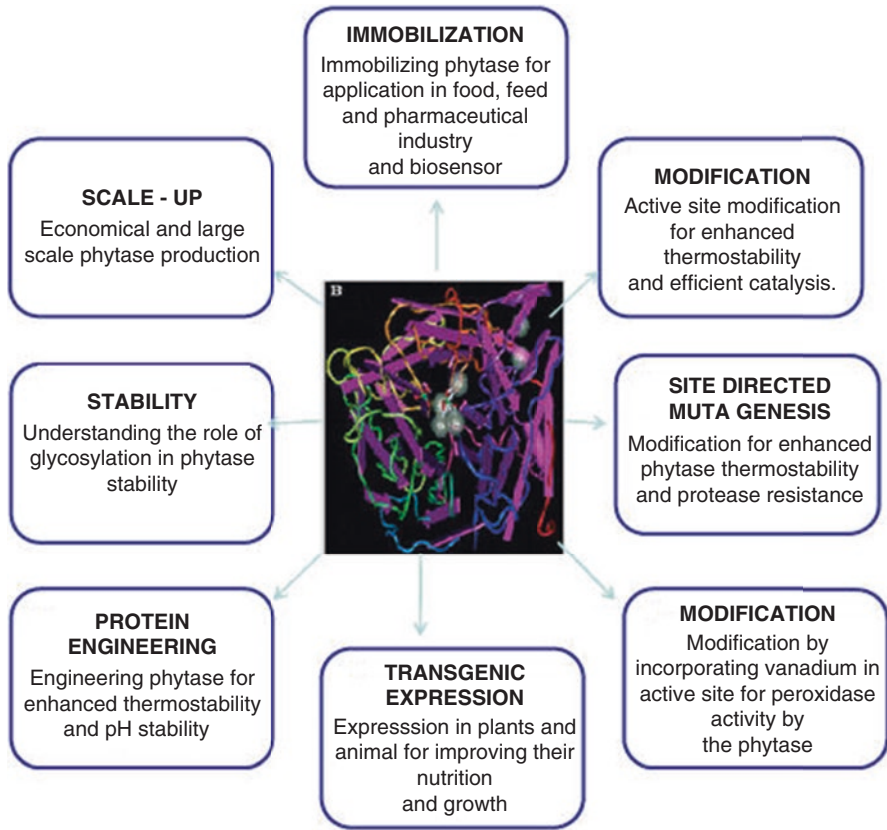 IMMOBILIZATION
Immobilizing phytase for
application in food, feed
and pharmaceutical
industry
and biosensor
SCALE - UP
Economical and large
scale phytase production
MODIFICATION
Active site modification
for enhanced
thermostability
and efficient catalysis.
B
STABILITY
Understanding the role of
glycosylation in phytase
stability
SITE DIRECTED
MUTA GENESIS
Modification for enhanced
phytase thermostability
and protease resistance
PROTEIN
ENGINEERING
Engineering phytase for
enhanced thermostability
and pH stability
TRANSGENIC
EXPRESSION
Expresssion in plants and
animal for improving their
nutrition
and growth
MODIFICATION
Modification by
incorporating vanadium in
active site for peroxidase
activity by
the phytase